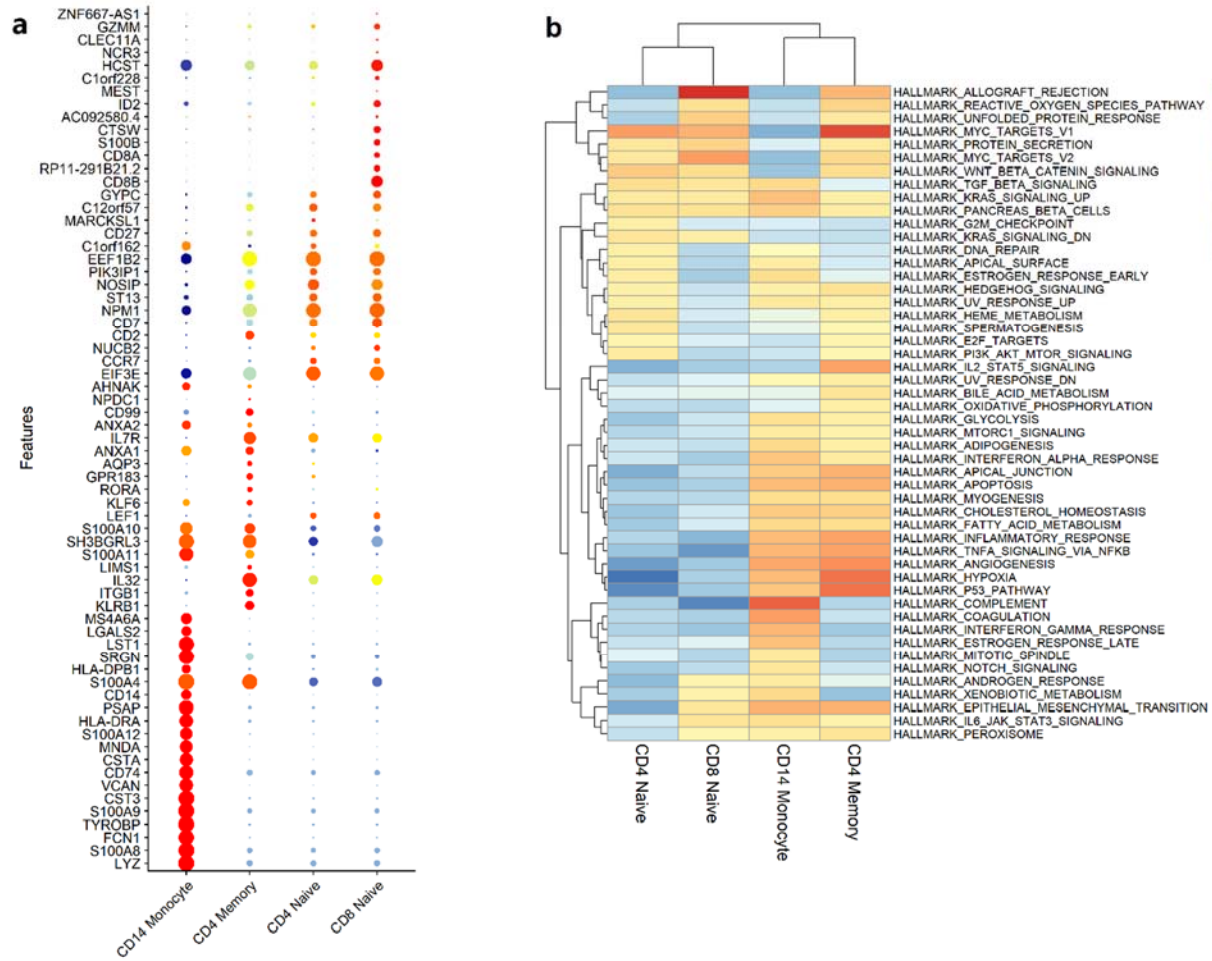 a
ZNF667-AS1
GZMM
CLEC11A
NCR3
HCST
C1orf228
MEST
ID2
AC092580.4
CTSW
S100B
CD8A
RP11-291B21.2
CD8B
GYPC
C12orf57
MARCKSL1
CD27
C1orf162
EEF1B2
PIK3IP1
NOSIP
ST13
NPM1
CD7
CD2
NUCB2
CCR7
EIF3E
AHNAK
NPDC1
CD99
ANXA2
IL7R
ANXA1
AQP3
GPR183
RORA
KLF6
LEF1
S100A10
SH3BGRL3
S100A11
LIMS1
IL32
ITGB1
KLRB1
MS4A6A
LGALS2
LST1
SRGN
HLA-DPB1
S100A4
CD14
PSAP
HLA-DRA
S100A12
MNDA
CSTA
CD74
VCAN
CST3
S100A9
TYROBP
FCN1
S100A8
LYZ
Features
CD14 Monocyte
CD4 Memory
CD4 Naive
CD8 Naive
b
HALLMARK_ALLOGRAFT_REJECTION
HALLMARK_REACTIVE_OXYGEN_SPECIES_PATHWAY
HALLMARK_UNFOLDED_PROTEIN_RESPONSE
HALLMARK_MYC_TARGETS_V1
HALLMARK_PROTEIN_SECRETION
HALLMARK_MYC_TARGETS_V2
HALLMARK_WNT_BETA_CATENIN_SIGNALING
HALLMARK_TGF_BETA_SIGNALING
HALLMARK_KRAS_SIGNALING_UP
HALLMARK_PANCREAS_BETA_CELLS
HALLMARK_G2M_CHECKPOINT
HALLMARK_KRAS_SIGNALING_DN
HALLMARK_DNA_REPAIR
HALLMARK_APICAL_SURFACE
HALLMARK_ESTROGEN_RESPONSE_EARLY
HALLMARK_HEDGEHOG_SIGNALING
HALLMARK_UV_RESPONSE_UP
HALLMARK_HEME_METABOLISM
HALLMARK_SPERMATOGENESIS
HALLMARK_E2F_TARGETS
HALLMARK_PI3K_AKT_MTOR_SIGNALING
HALLMARK_IL2_STAT5_SIGNALING
HALLMARK_UV_RESPONSE_DN
HALLMARK_BILE_ACID_METABOLISM
HALLMARK_OXIDATIVE_PHOSPHORYLATION
HALLMARK_GLYCOLYSIS
HALLMARK_MTORC1_SIGNALING
HALLMARK_ADIPOGENESIS
HALLMARK_INTERFERON_ALPHA_RESPONSE
HALLMARK_APICAL_JUNCTION
HALLMARK_APOPTOSIS
HALLMARK_MYOGENESIS
HALLMARK_CHOLESTEROL_HOMEOSTASIS
HALLMARK_FATTY_ACID_METABOLISM
HALLMARK_INFLAMMATORY_RESPONSE
HALLMARK_TNFA_SIGNALING_VIA_NFKB
HALLMARK_ANGIOGENESIS
HALLMARK_HYPOXIA
HALLMARK_P53_PATHWAY
HALLMARK_COMPLEMENT
HALLMARK_COAGULATION
HALLMARK_INTERFERON_GAMMA_RESPONSE
HALLMARK_ESTROGEN_RESPONSE_LATE
HALLMARK_MITOTIC_SPINDLE
HALLMARK_NOTCH_SIGNALING
HALLMARK_ANDROGEN_RESPONSE
HALLMARK_XENOBIOTIC_METABOLISM
HALLMARK_EPITHELIAL_MESENCHYMAL_TRANSITION
HALLMARK_IL6_JAK_STAT3_SIGNALING
HALLMARK_PEROXISOME
CD4 Naive
CD8 Naive
CD14 Monocyte
CD4 Memory